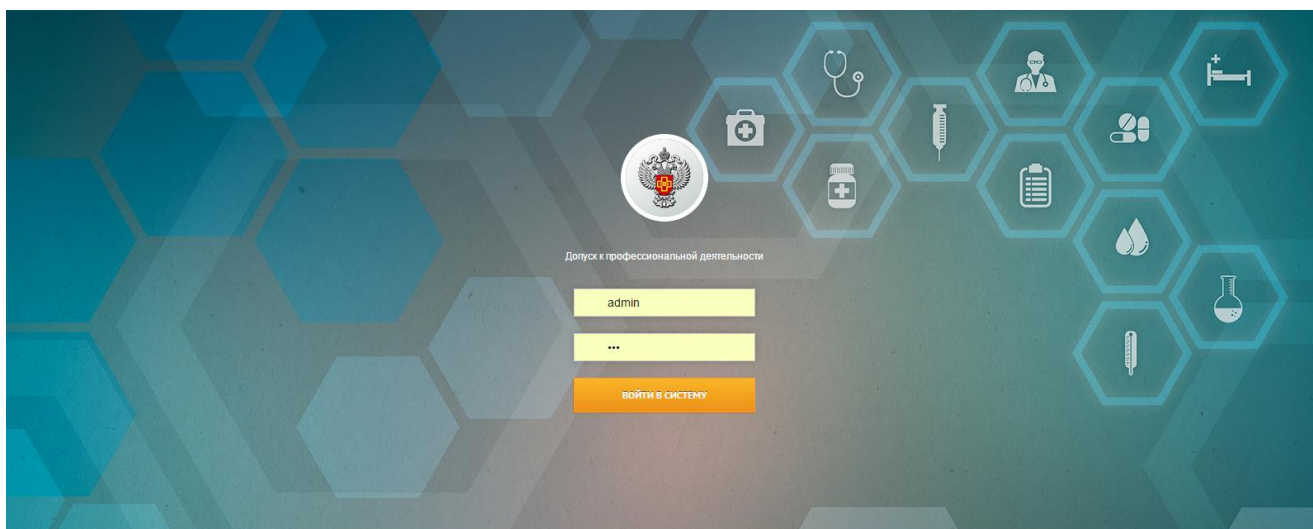 Допуск к профессиональной деятельности
admin
•••
ВОЙТИ В СИСТЕМУ